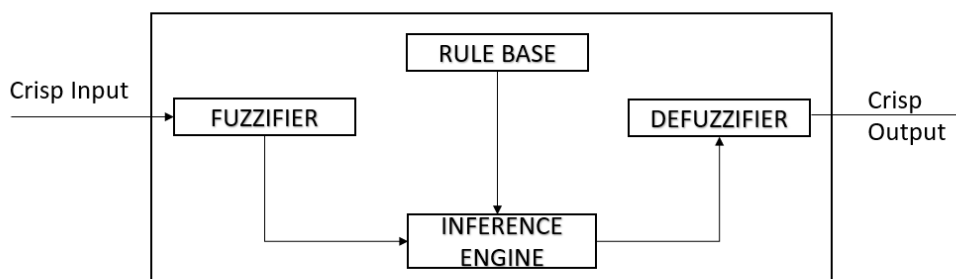 RULE BASE
Crisp Input
FUZZIFIER
DEFUZZIFIER
Crisp
Output
INFERENCE
ENGINE